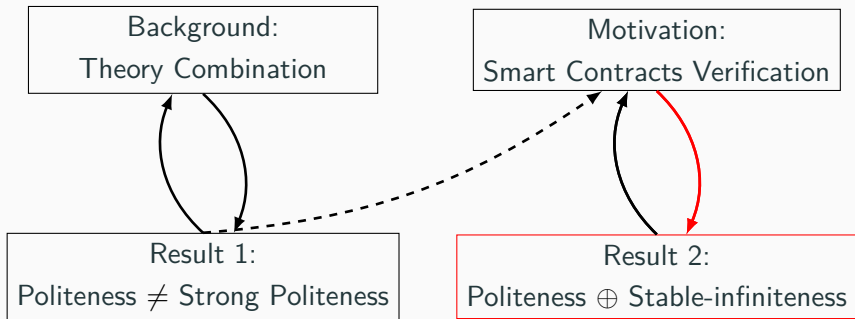 Background:
Theory Combination
Motivation:
Smart Contracts Verification
Result 1:
Politeness ≠ Strong Politeness
Result 2:
Politeness ⊕ Stable-infiniteness